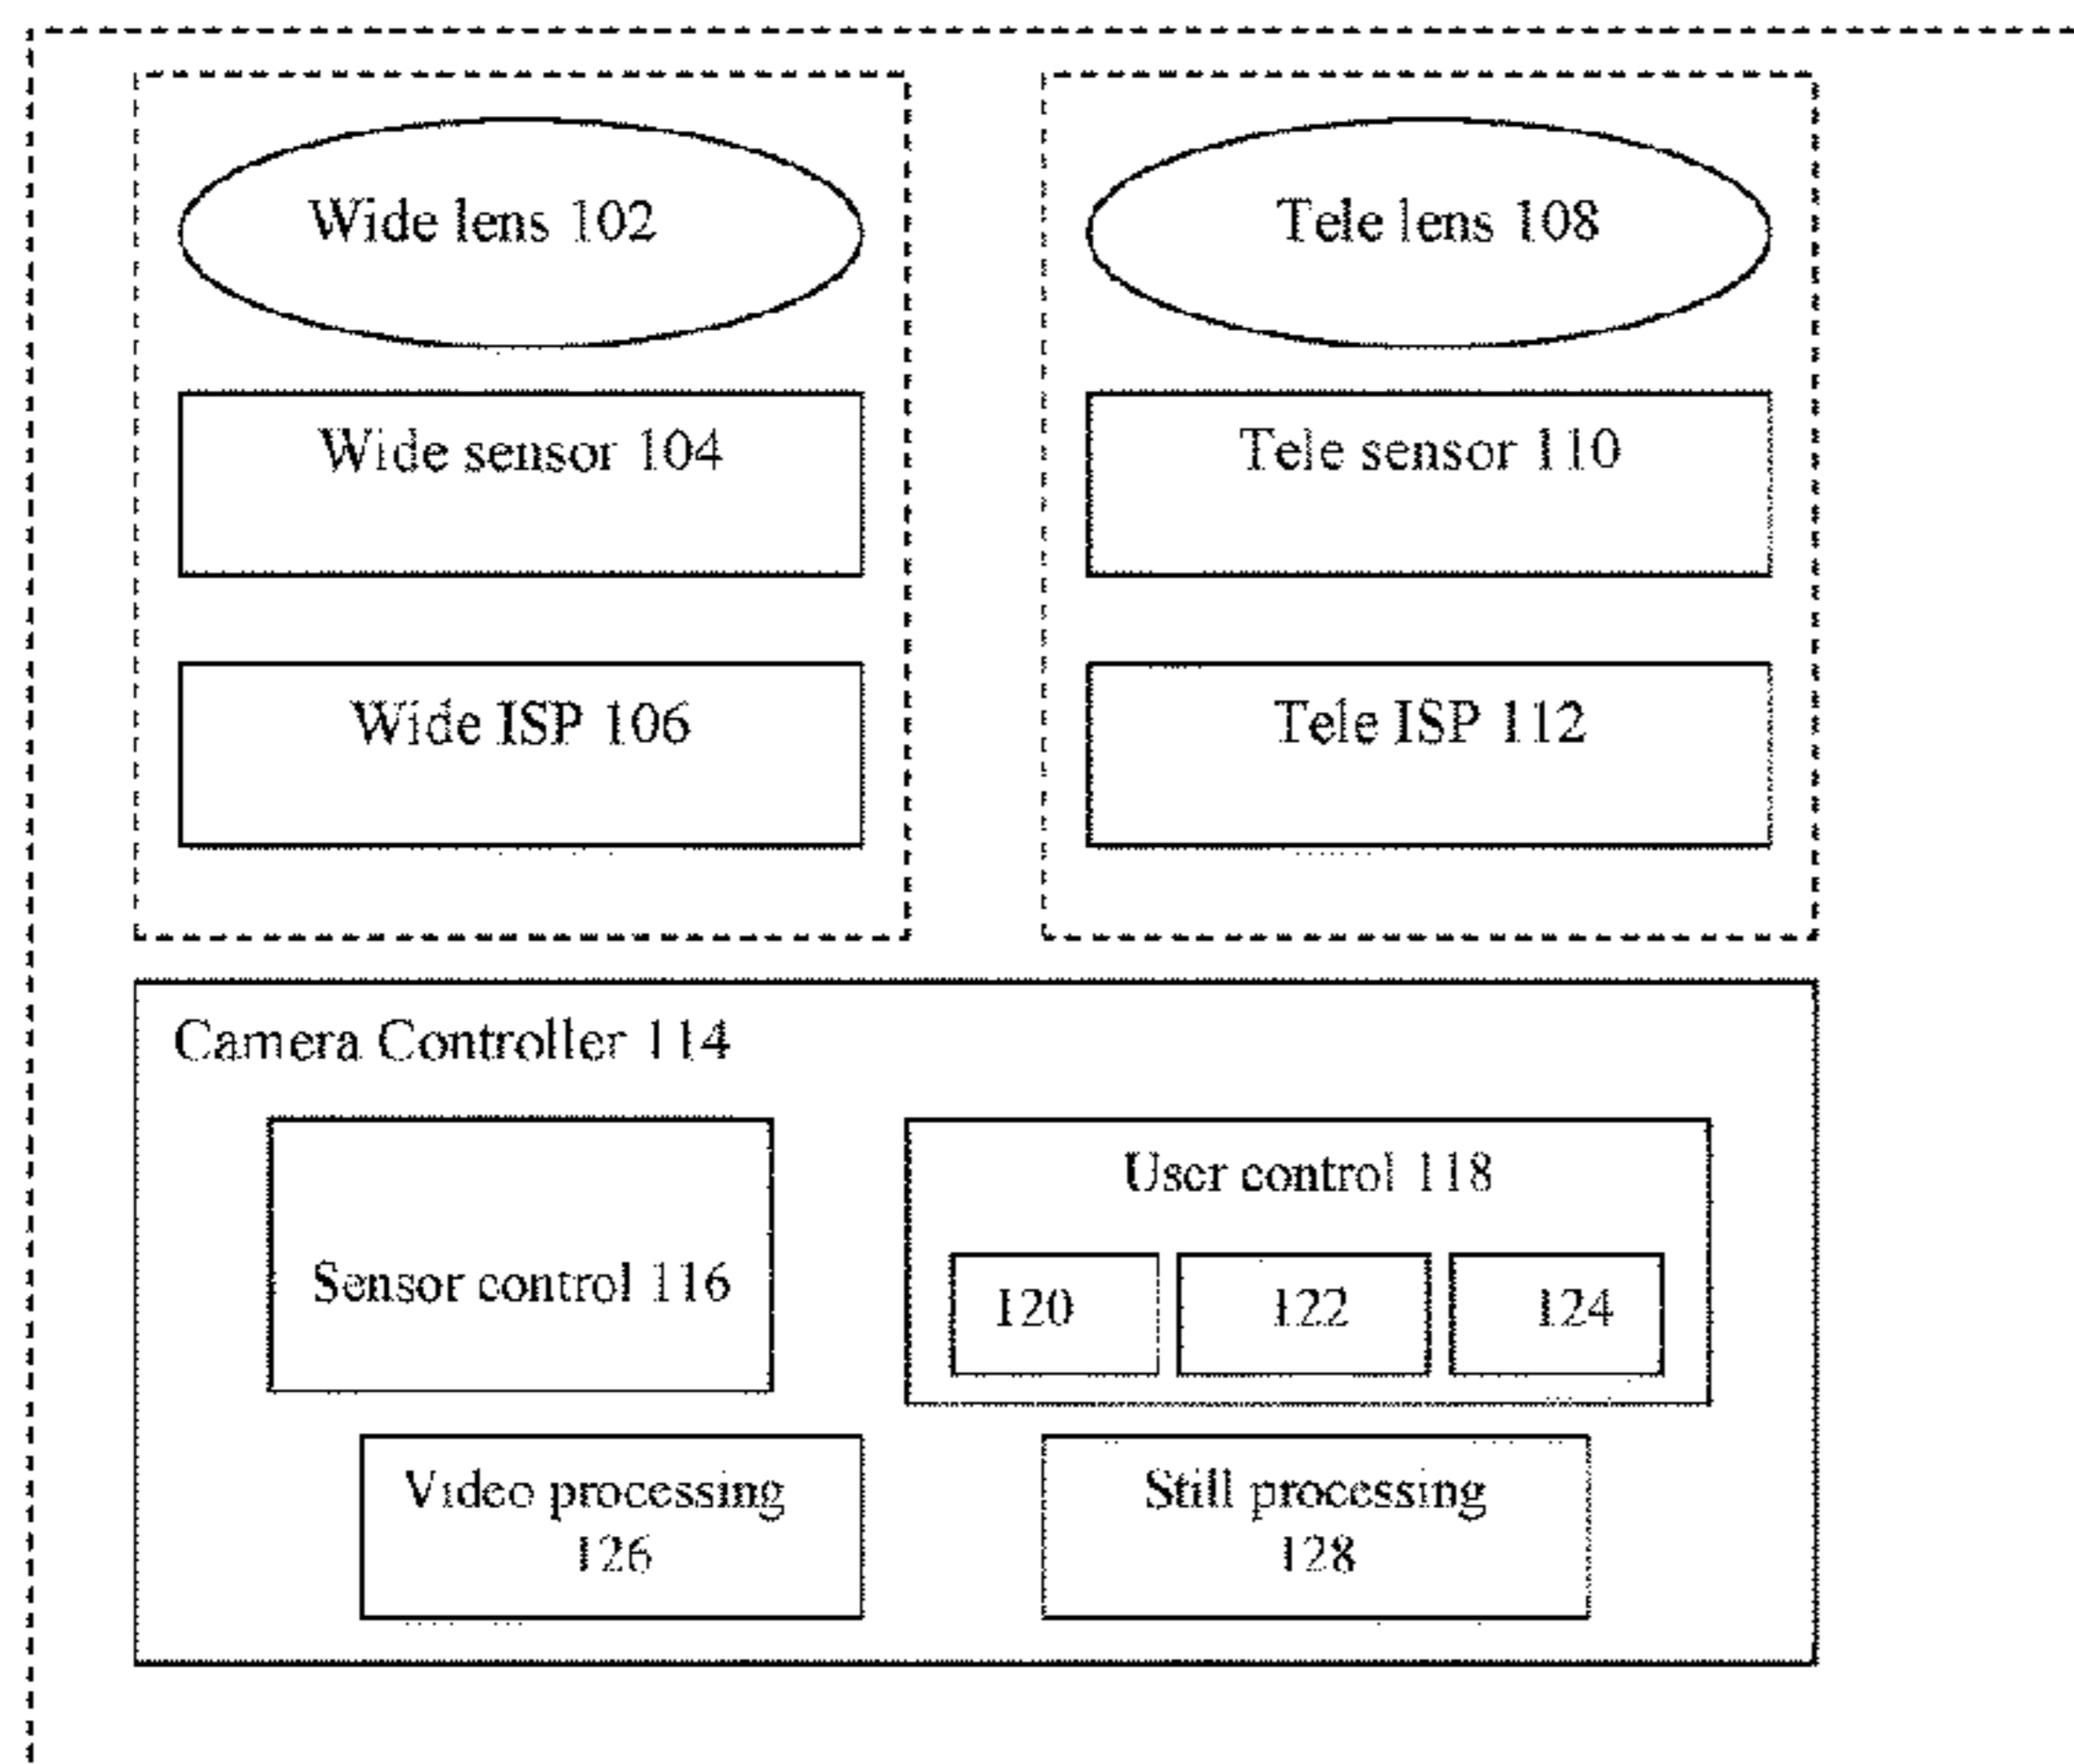 Wide lens 102
Tele lens 108
Wide sensor 104
Tele sensor 110
Wide ISP 106
Tele ISP 112
Camera Controller 114
Sensor control 116
User control 118
120
122
124
Video processing
126
Still processing
128